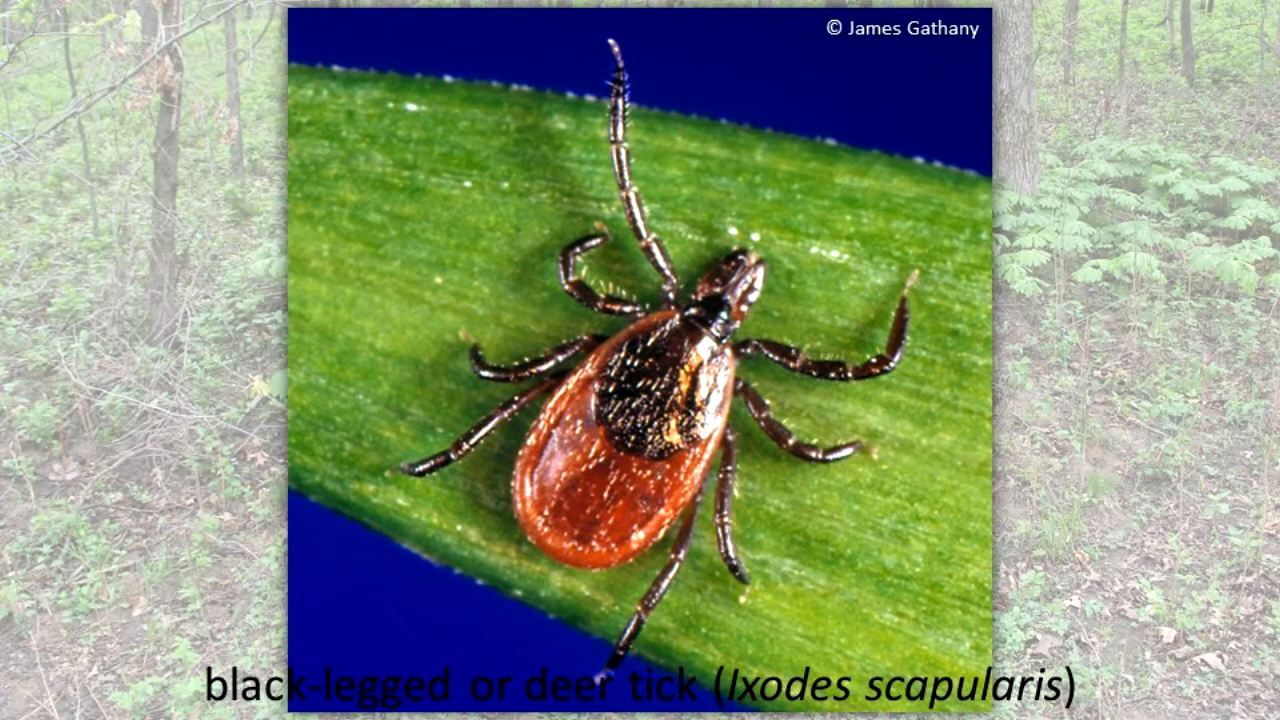 © James Gathany
black-legged or deer tick (Ixodes scapularis)